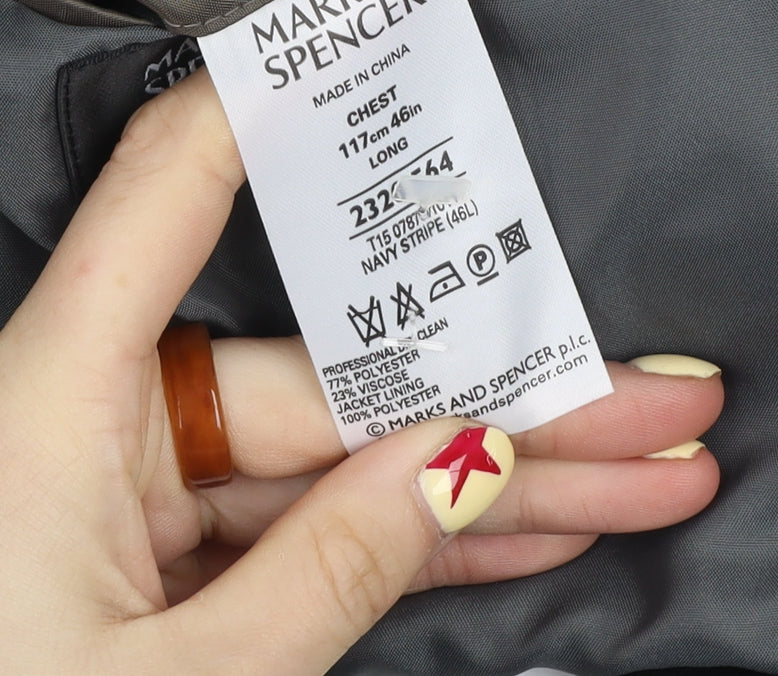 MARKS
SPENCER
MADE IN CHINA
CHEST
117cm 46in
LONG
NAVY STRIPE (46L)
P
PROFESSIONAL CLEAN
77% POLYESTER
23% VISCOSE
JACKET LINING
100% POLYESTER
© MARKS AND SPENCER p.l.c.